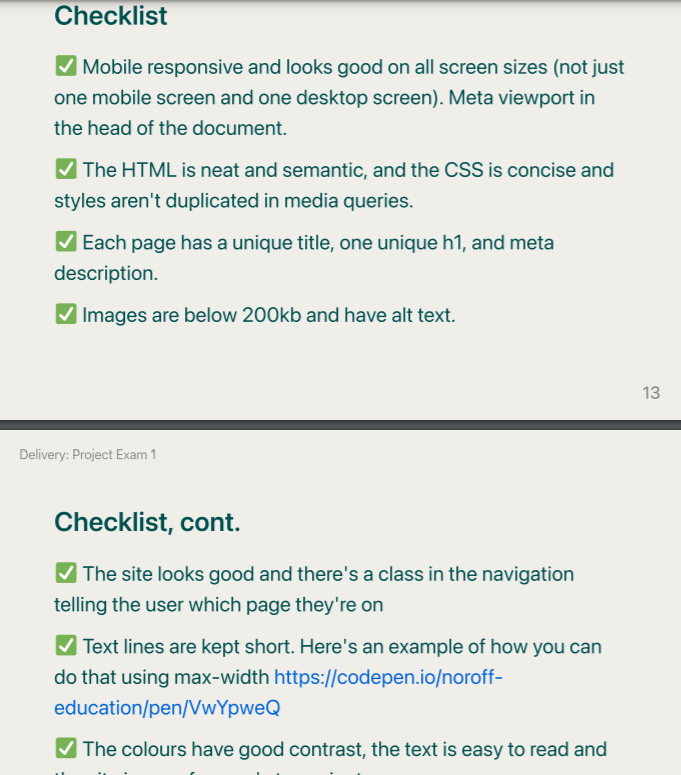 Checklist
✅ Mobile responsive and looks good on all screen sizes (not just
one mobile screen and one desktop screen). Meta viewport in
the head of the document.
✅ The HTML is neat and semantic, and the CSS is concise and
styles aren't duplicated in media queries.
✅ Each page has a unique title, one unique h1, and meta
description.
✅ Images are below 200kb and have alt text.
13
Delivery: Project Exam 1
Checklist, cont.
✅ The site looks good and there's a class in the navigation
telling the user which page they're on
✅ Text lines are kept short. Here's an example of how you can
do that using max-width https://codepen.io/noroff-
education/pen/VwYpweQ
✅ The colours have good contrast, the text is easy to read and